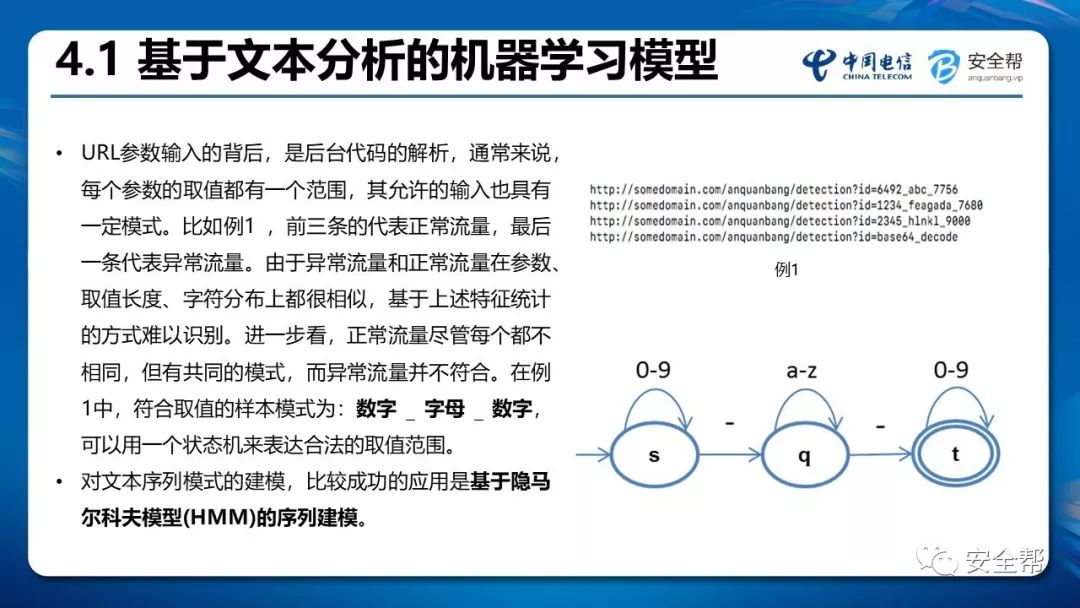 4.1 基于文本分析的机器学习模型
中国电信
CHINA TELECOM
安全帮
anquanbang.vip
• URL参数输入的背后，是后台代码的解析，通常来说，
每个参数的取值都有一个范围，其允许的输入也具有
一定模式。比如例1 ，前三条的代表正常流量，最后
一条代表异常流量。由于异常流量和正常流量在参数、
取值长度、字符分布上都很相似，基于上述特征统计
的方式难以识别。进一步看，正常流量尽管每个都不
相同，但有共同的模式，而异常流量并不符合。在例
1中，符合取值的样本模式为：数字 _ 字母 _ 数字，
可以用一个状态机来表达合法的取值范围。
• 对文本序列模式的建模，比较成功的应用是基于隐马
尔科夫模型(HMM)的序列建模。
http://somedomain.com/anquanbang/detection?id=6492_abc_7756
http://somedomain.com/anquanbang/detection?id=1234_feagada_7680
http://somedomain.com/anquanbang/detection?id=2345_hlnkl_9000
http://somedomain.com/anquanbang/detection?id=base64_decode
例1
0-9 a-z 0-9
s - q - t
安全帮